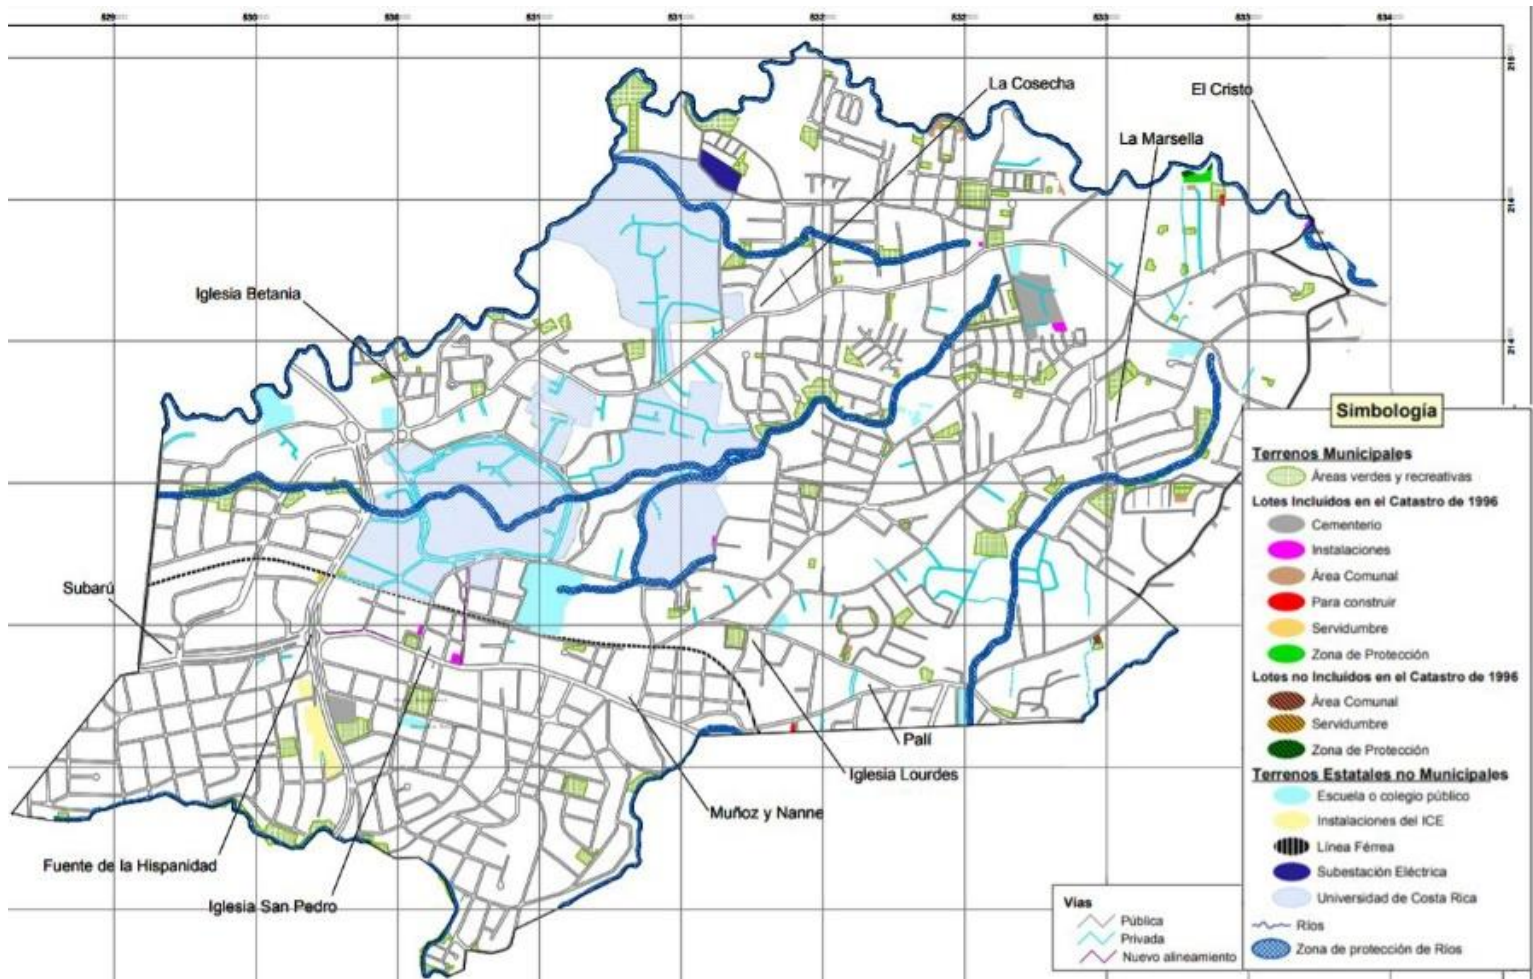 La Cosecha
El Cristo
La Marsella
Iglesia Betania
Subarú
Fuente de la Hispanidad
Iglesia San Pedro
Muñoz y Nanne
Iglesia Lourdes
Palí
Simbología
Terrenos Municipales
Áreas verdes y recreativas
Lotes Incluídos en el Catastro de 1996
Cementerio
Instalaciones
Área Comunal
Para construir
Servidumbre
Zona de Protección
Lotes no Incluídos en el Catastro de 1996
Área Comunal
Servidumbre
Zona de Protección
Terrenos Estatales no Municipales
Escuela o colegio público
Instalaciones del ICE
Línea Férrea
Subestación Eléctrica
Universidad de Costa Rica
Ríos
Zona de protección de Ríos
Vías
Pública
Privada
Nuevo alineamiento